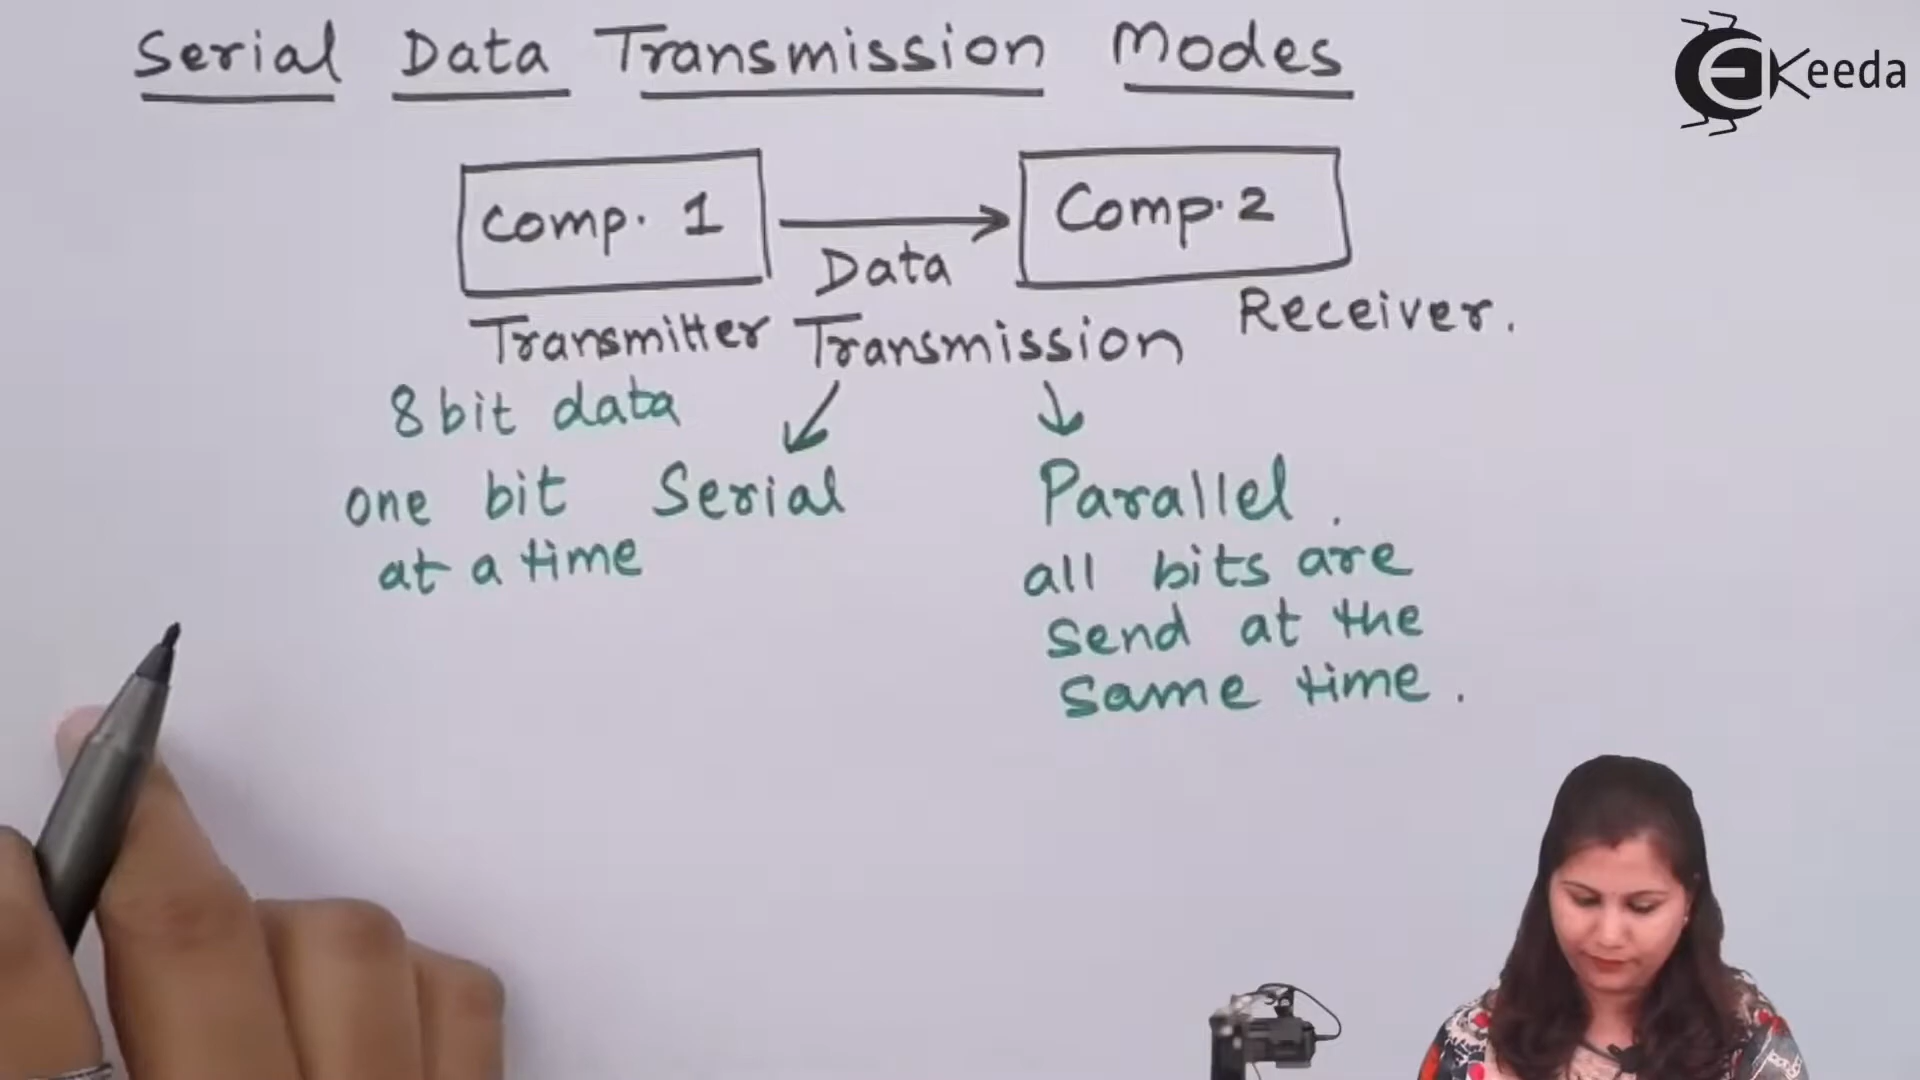 Serial Data Transmission Modes
EKeeda
Comp. 1
Comp. 2
Data
Transmission
Transmitter
Receiver.
8 bit data
one bit
at a time
Serial
Parallel.
all bits are
send at the
same time.